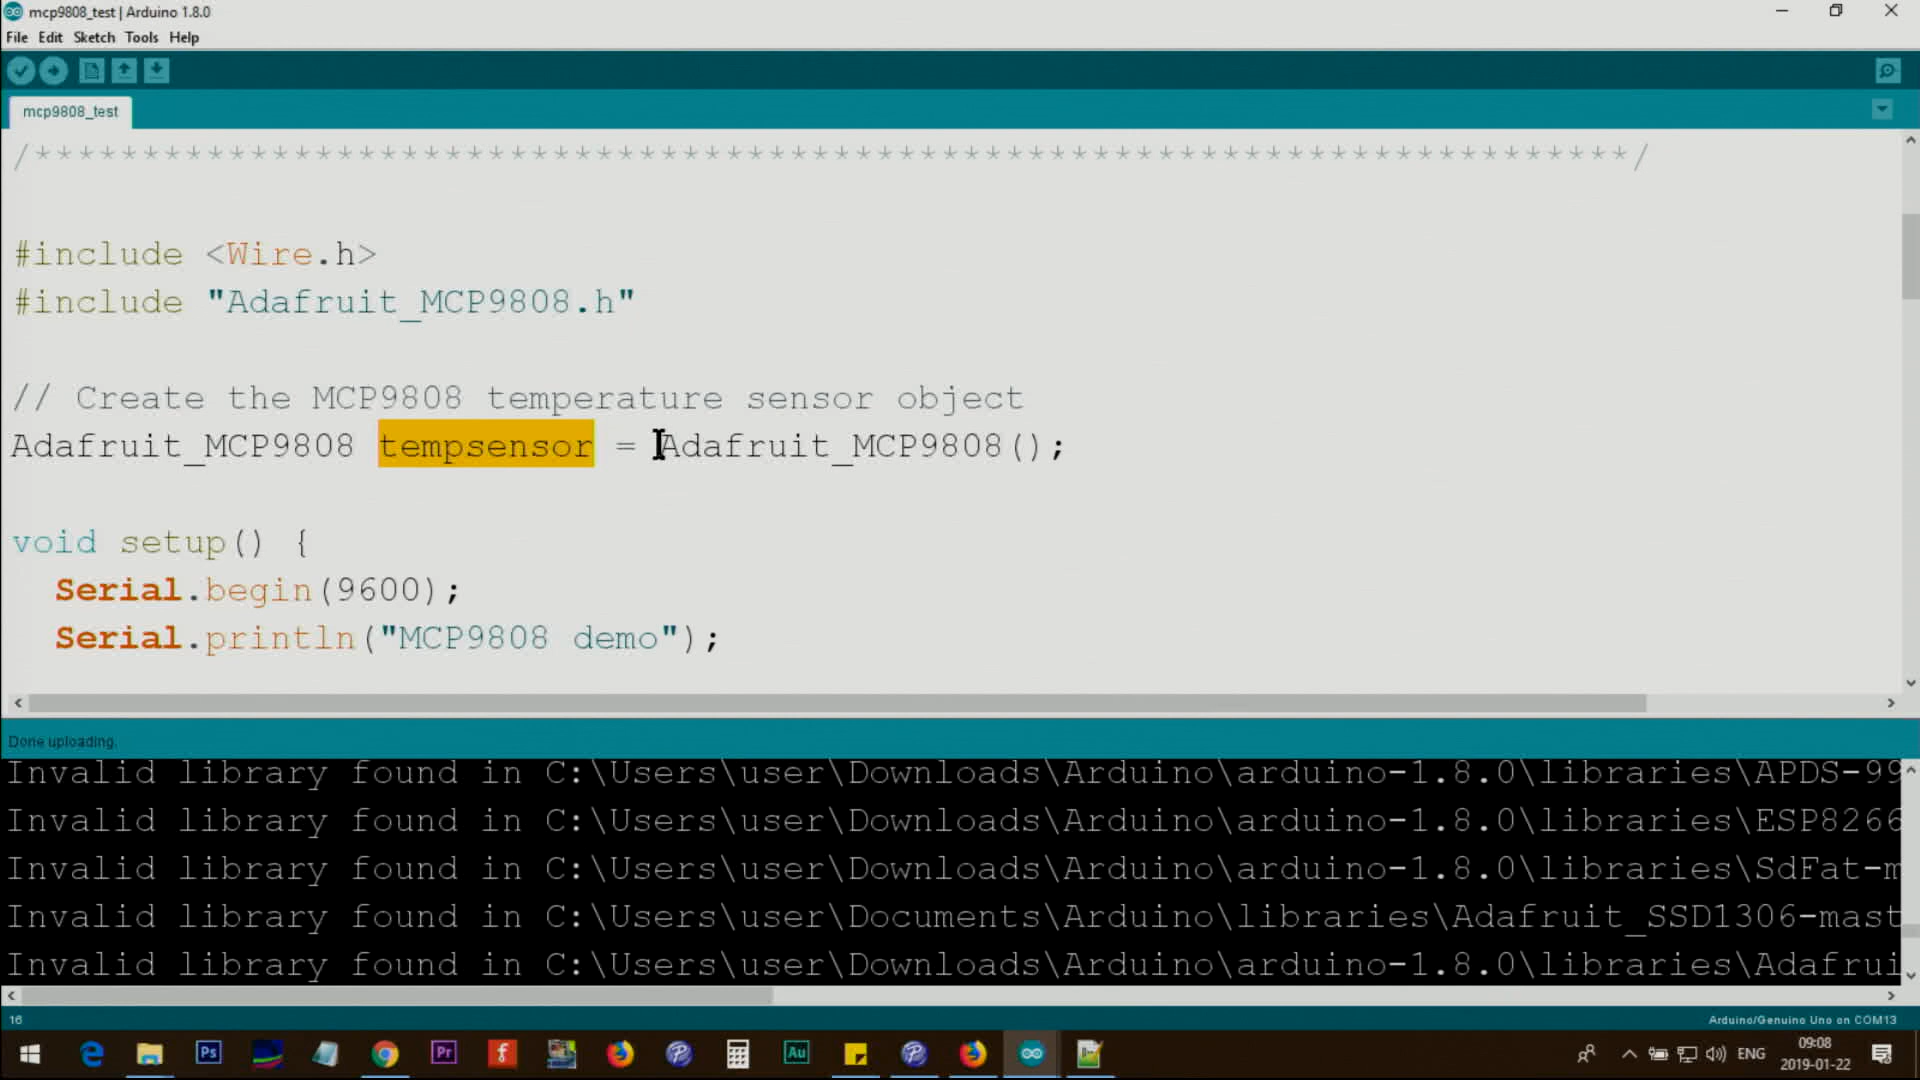 mcp9808_test | Arduino 1.8.0
File Edit Sketch Tools Help
mcp9808_test
/**************************************************************************/
#include <Wire.h>
#include "Adafruit_MCP9808.h"
// Create the MCP9808 temperature sensor object
Adafruit_MCP9808 tempsensor = Adafruit_MCP9808();
void setup() {
Serial.begin(9600);
Serial.println("MCP9808 demo");
Done uploading.
Invalid library found in C:\Users\user\Downloads\Arduino\arduino-1.8.0\libraries\APDS-99
Invalid library found in C:\Users\user\Downloads\Arduino\arduino-1.8.0\libraries\ESP8266
Invalid library found in C:\Users\user\Downloads\Arduino\arduino-1.8.0\libraries\SdFat-m
Invalid library found in C:\Users\user\Documents\Arduino\libraries\Adafruit_SSD1306-mast
Invalid library found in C:\Users\user\Downloads\Arduino\arduino-1.8.0\libraries\Adafrui
16
Arduino/Genuino Uno on COM13
Ps
Pr
f
Au
ENG
09:08
2019-01-22